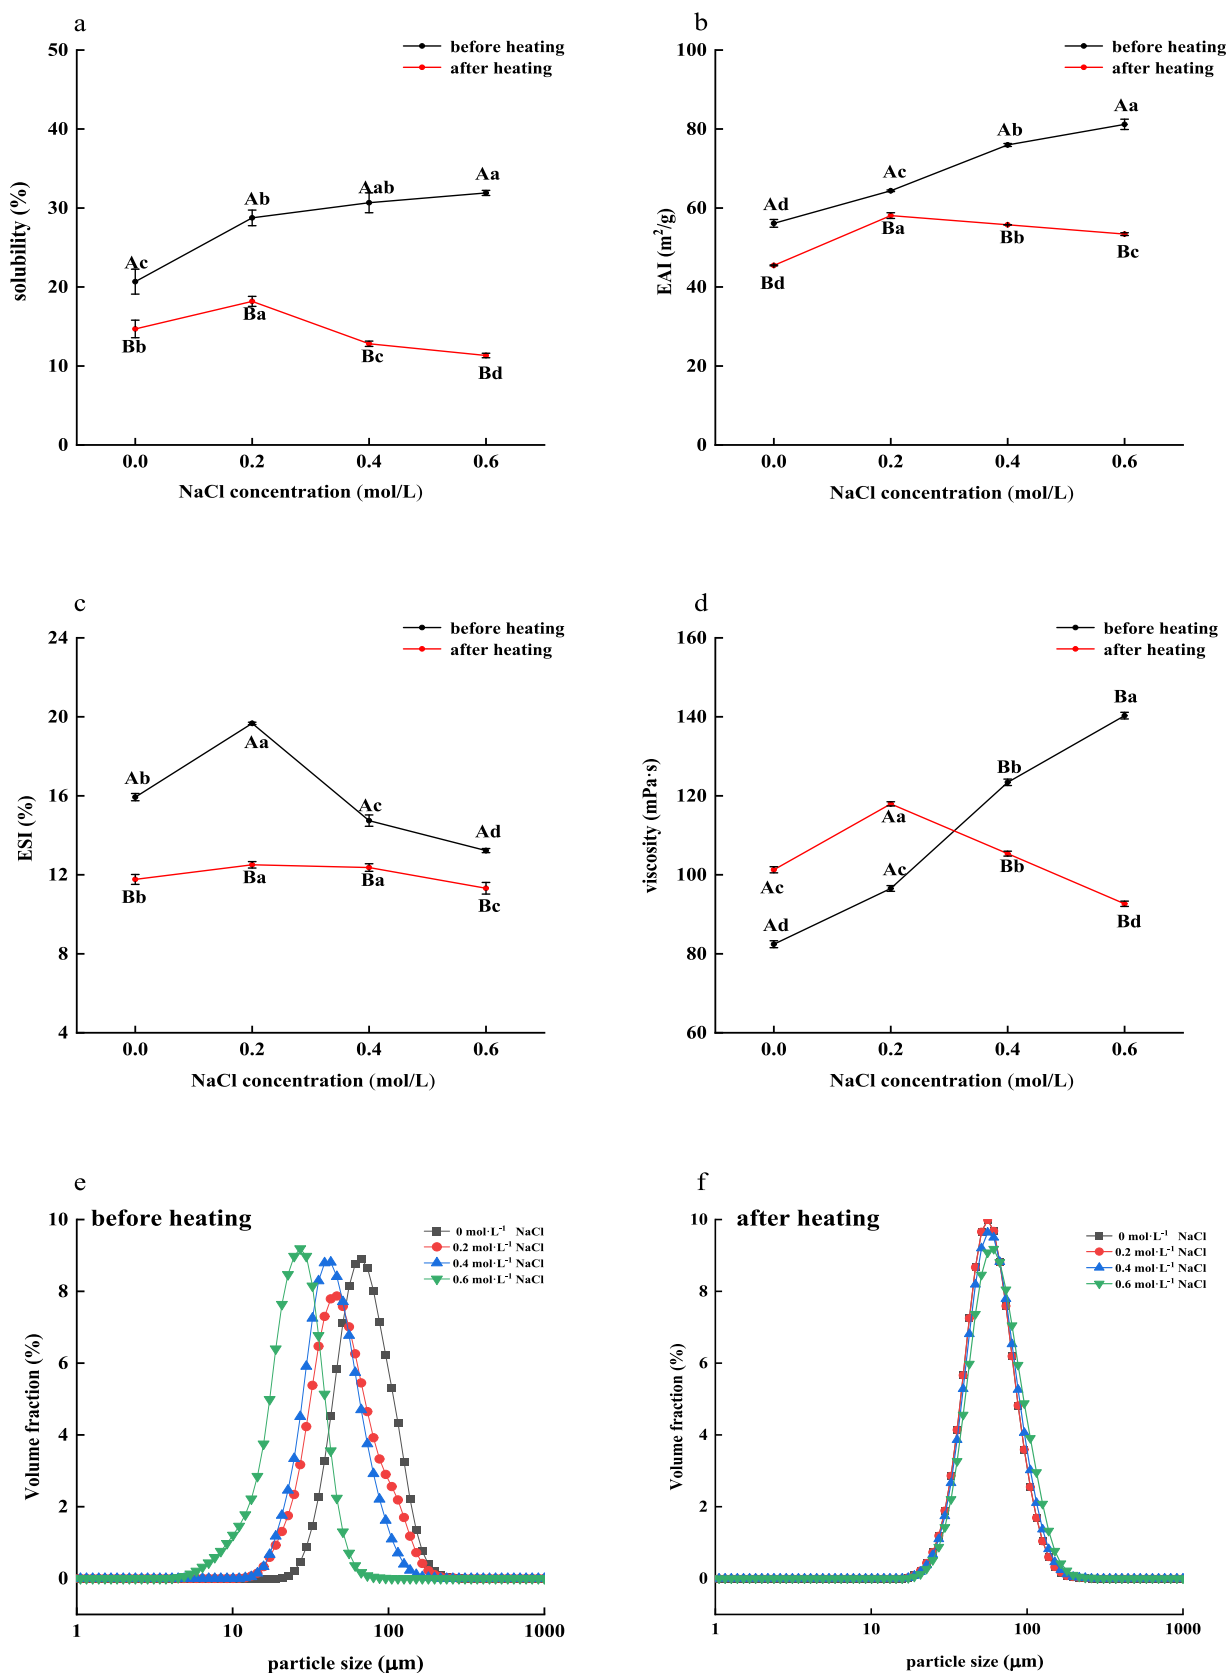 a
before heating
after heating
50
40
30
20
10
0
solubility (%)
Ac
Ab
Aab
Aa
Bb
Ba
Bc
Bd
0.0 0.2 0.4 0.6
NaCl concentration (mol/L)
b
before heating
after heating
100
80
60
40
20
0
EAI (m²/g)
Ad
Ac
Ab
Aa
Bd
Ba
Bb
Bc
0.0 0.2 0.4 0.6
NaCl concentration (mol/L)
c
before heating
after heating
24
20
16
12
8
4
ESI (%)
Ab
Aa
Ac
Ad
Bb
Ba
Ba
Bc
0.0 0.2 0.4 0.6
NaCl concentration (mol/L)
d
before heating
after heating
160
140
120
100
80
60
viscosity (mPa·s)
Ad
Ac
Bb
Ba
Ac
Aa
Bb
Bd
0.0 0.2 0.4 0.6
NaCl concentration (mol/L)
e
before heating
0 mol·L⁻¹ NaCl
0.2 mol·L⁻¹ NaCl
0.4 mol·L⁻¹ NaCl
0.6 mol·L⁻¹ NaCl
10
8
6
4
2
0
Volume fraction (%)
1 10 100 1000
particle size (μm)
f
after heating
0 mol·L⁻¹ NaCl
0.2 mol·L⁻¹ NaCl
0.4 mol·L⁻¹ NaCl
0.6 mol·L⁻¹ NaCl
10
8
6
4
2
0
Volume fraction (%)
1 10 100 1000
particle size (μm)